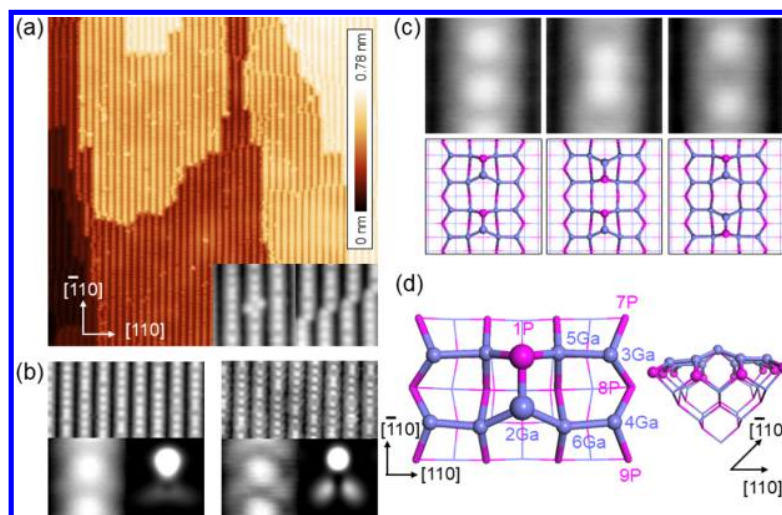 (a)
0.78 nm
0 nm
[1̄10]
[110]
(b)
(c)
(d)
7P
1P
5Ga
3Ga
8P
2Ga
6Ga
4Ga
9P
[1̄10]
[110]
[1̄10]
[110]